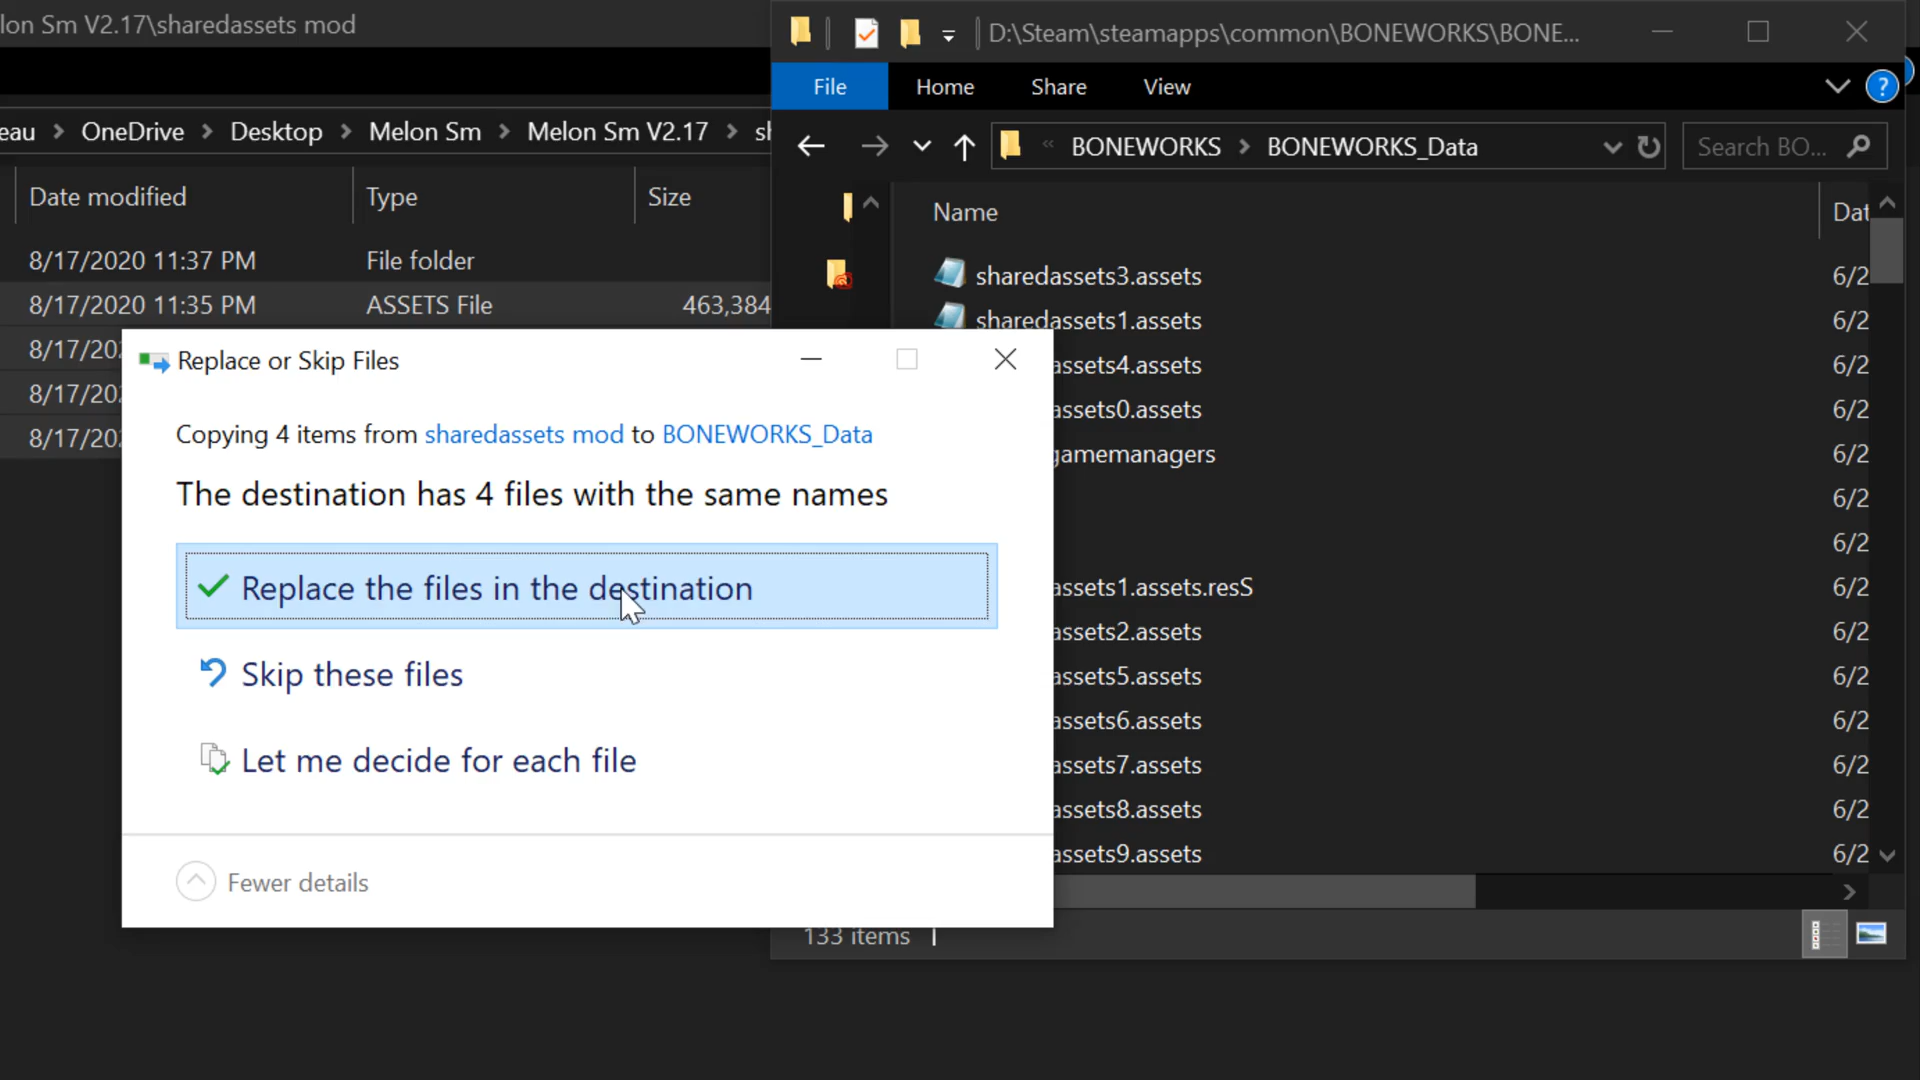 lon Sm V2.17\sharedassets mod
eau > OneDrive > Desktop > Melon Sm > Melon Sm V2.17 > sh
Date modified Type Size
8/17/2020 11:37 PM File folder
8/17/2020 11:35 PM ASSETS File 463,384
8/17/202
8/17/202
8/17/202
D:\Steam\steamapps\common\BONEWORKS\BONE...
File Home Share View
?
« BONEWORKS > BONEWORKS_Data
Search BO...
Name Dat
sharedassets3.assets 6/2
sharedassets1.assets 6/2
assets4.assets 6/2
assets0.assets 6/2
gamemanagers 6/2
6/2
6/2
assets1.assets.resS 6/2
assets2.assets 6/2
assets5.assets 6/2
assets6.assets 6/2
assets7.assets 6/2
assets8.assets 6/2
assets9.assets 6/2
133 items
Replace or Skip Files
Copying 4 items from sharedassets mod to BONEWORKS_Data
The destination has 4 files with the same names
Replace the files in the destination
Skip these files
Let me decide for each file
Fewer details